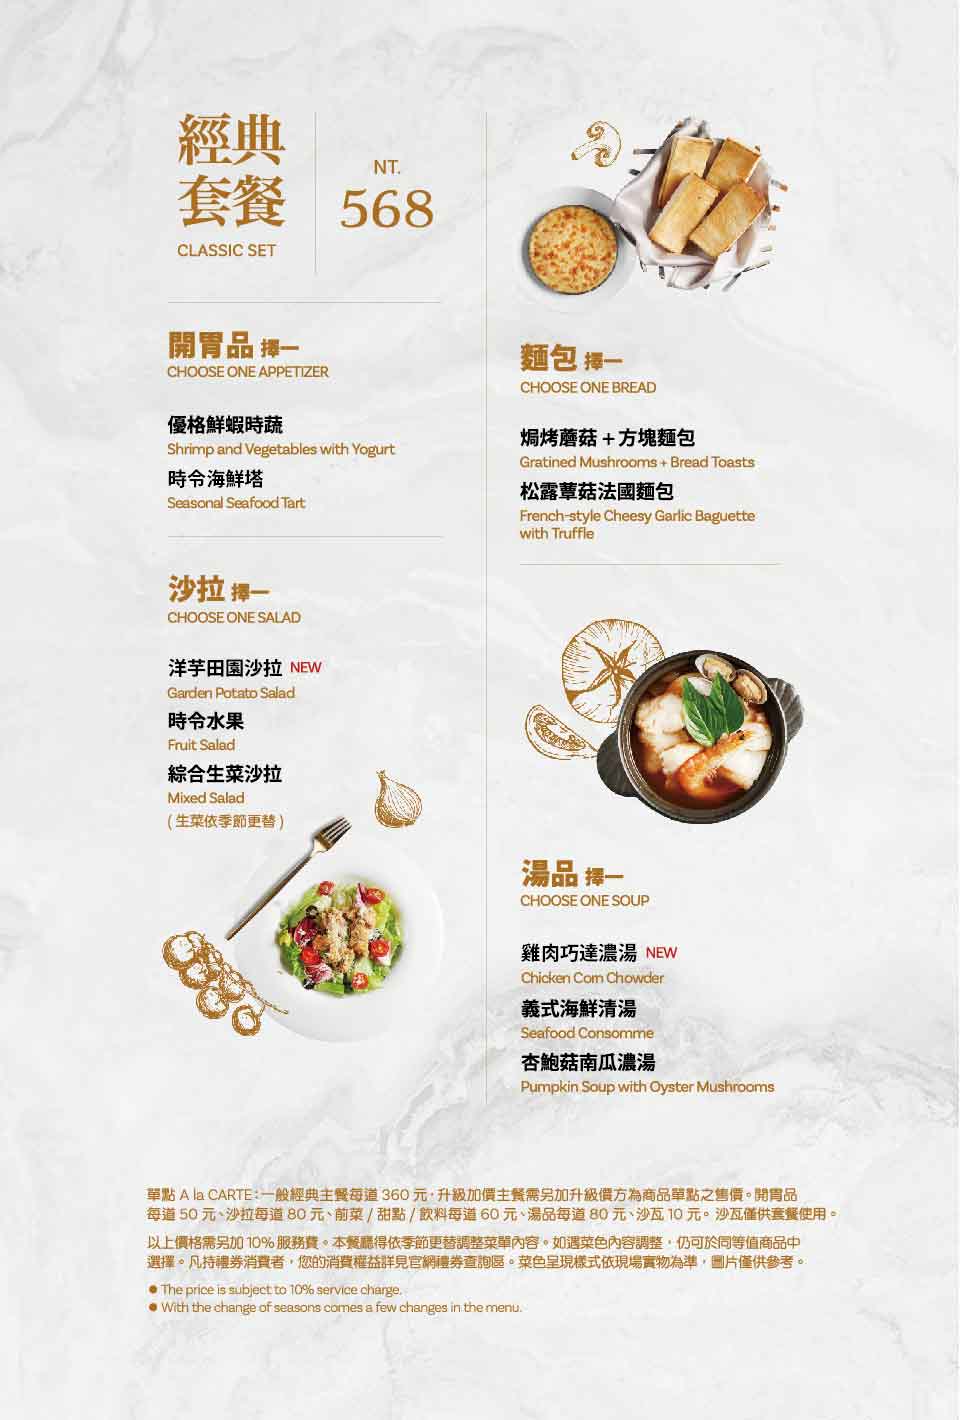 經典
套餐
CLASSIC SET
NT.
568
開胃品 擇一
CHOOSE ONE APPETIZER
優格鮮蝦時蔬
Shrimp and Vegetables with Yogurt
時令海鮮塔
Seasonal Seafood Tart
沙拉 擇一
CHOOSE ONE SALAD
洋芋田園沙拉 NEW
Garden Potato Salad
時令水果
Fruit Salad
綜合生菜沙拉
Mixed Salad
(生菜依季節更替)
麵包 擇一
CHOOSE ONE BREAD
焗烤蘑菇+方塊麵包
Gratined Mushrooms + Bread Toasts
松露蕈菇法國麵包
French-style Cheesy Garlic Baguette
with Truffle
湯品 擇一
CHOOSE ONE SOUP
雞肉巧達濃湯 NEW
Chicken Corn Chowder
義式海鮮清湯
Seafood Consomme
杏鮑菇南瓜濃湯
Pumpkin Soup with Oyster Mushrooms
單點 A la CARTE:一般經典主餐每道 360 元,升級加價主餐需另加升級價方為商品單點之售價。開胃品
每道 50 元、沙拉每道 80 元、前菜 / 甜點 / 飲料每道 60 元、湯品每道 80 元、沙瓦 10 元。沙瓦僅供套餐使用。
以上價格需另加 10% 服務費。本餐廳得依季節更替調整菜單內容。如遇菜色內容調整,仍可於同等值商品中
選擇。凡持禮券消費者,您的消費權益詳見官網禮券查詢區。菜色呈現樣式依現場實物為準,圖片僅供參考。
● The price is subject to 10% service charge.
● With the change of seasons comes a few changes in the menu.